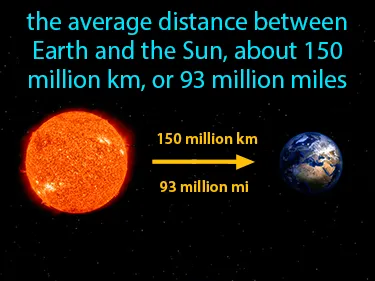 the average distance between
Earth and the Sun, about 150
million km, or 93 million miles
150 million km
93 million mi